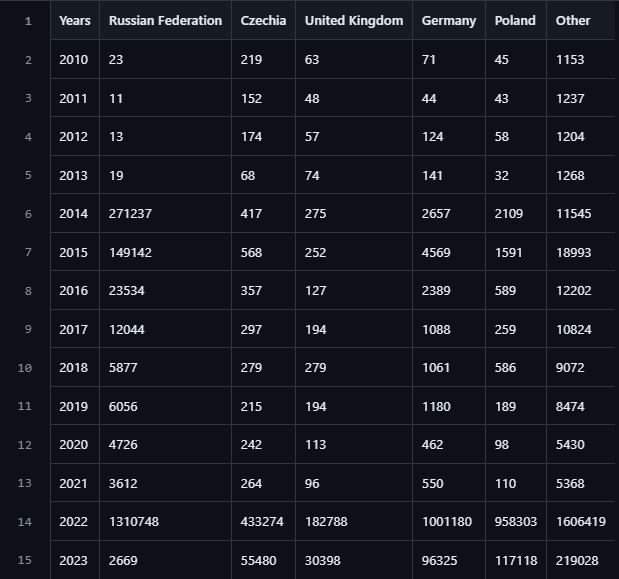 1 Years Russian Federation Czechia United Kingdom Germany Poland Other
2 2010 23 219 63 71 45 1153
3 2011 11 152 48 44 43 1237
4 2012 13 174 57 124 58 1204
5 2013 19 68 74 141 32 1268
6 2014 271237 417 275 2657 2109 11545
7 2015 149142 568 252 4569 1591 18993
8 2016 23534 357 127 2389 589 12202
9 2017 12044 297 194 1088 259 10824
10 2018 5877 279 279 1061 586 9072
11 2019 6056 215 194 1180 189 8474
12 2020 4726 242 113 462 98 5430
13 2021 3612 264 96 550 110 5368
14 2022 1310748 433274 182788 1001180 958303 1606419
15 2023 2669 55480 30398 96325 117118 219028